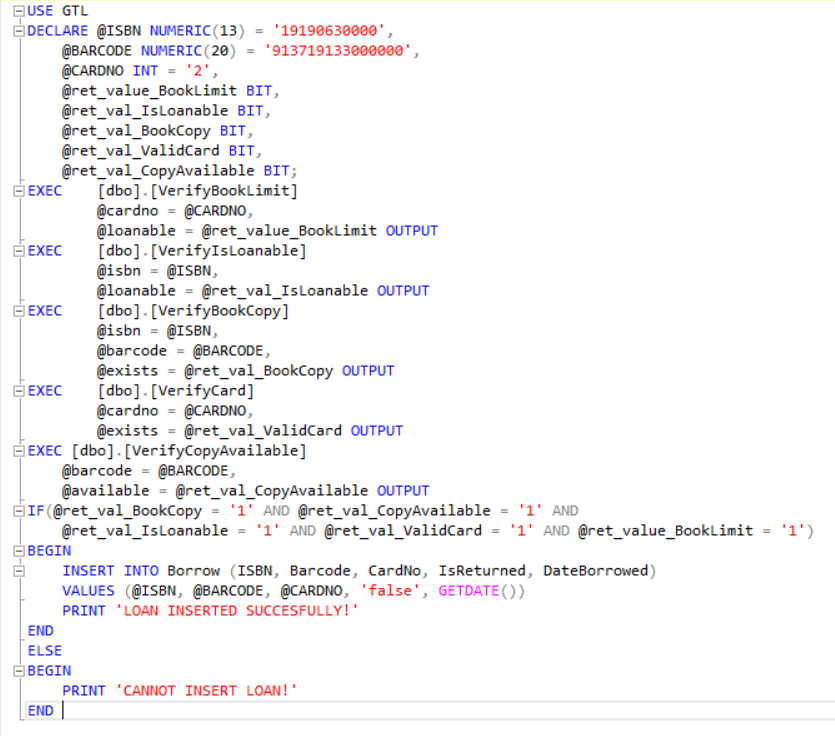 USE GTL
DECLARE @ISBN NUMERIC(13) = '19190630000',
@BARCODE NUMERIC(20) = '913719133000000',
@CARDNO INT = '2',
@ret_value_BookLimit BIT,
@ret_val_IsLoanable BIT,
@ret_val_BookCopy BIT,
@ret_val_ValidCard BIT,
@ret_val_CopyAvailable BIT;
EXEC [dbo].[VerifyBookLimit]
@cardno = @CARDNO,
@loanable = @ret_value_BookLimit OUTPUT
EXEC [dbo].[VerifyIsLoanable]
@isbn = @ISBN,
@loanable = @ret_val_IsLoanable OUTPUT
EXEC [dbo].[VerifyBookCopy]
@isbn = @ISBN,
@barcode = @BARCODE,
@exists = @ret_val_BookCopy OUTPUT
EXEC [dbo].[VerifyCard]
@cardno = @CARDNO,
@exists = @ret_val_ValidCard OUTPUT
EXEC [dbo].[VerifyCopyAvailable]
@barcode = @BARCODE,
@available = @ret_val_CopyAvailable OUTPUT
IF(@ret_val_BookCopy = '1' AND @ret_val_CopyAvailable = '1' AND
@ret_val_IsLoanable = '1' AND @ret_val_ValidCard = '1' AND @ret_value_BookLimit = '1')
BEGIN
INSERT INTO Borrow (ISBN, Barcode, CardNo, IsReturned, DateBorrowed)
VALUES (@ISBN, @BARCODE, @CARDNO, 'false', GETDATE())
PRINT 'LOAN INSERTED SUCCESFULLY!'
END
ELSE
BEGIN
PRINT 'CANNOT INSERT LOAN!'
END